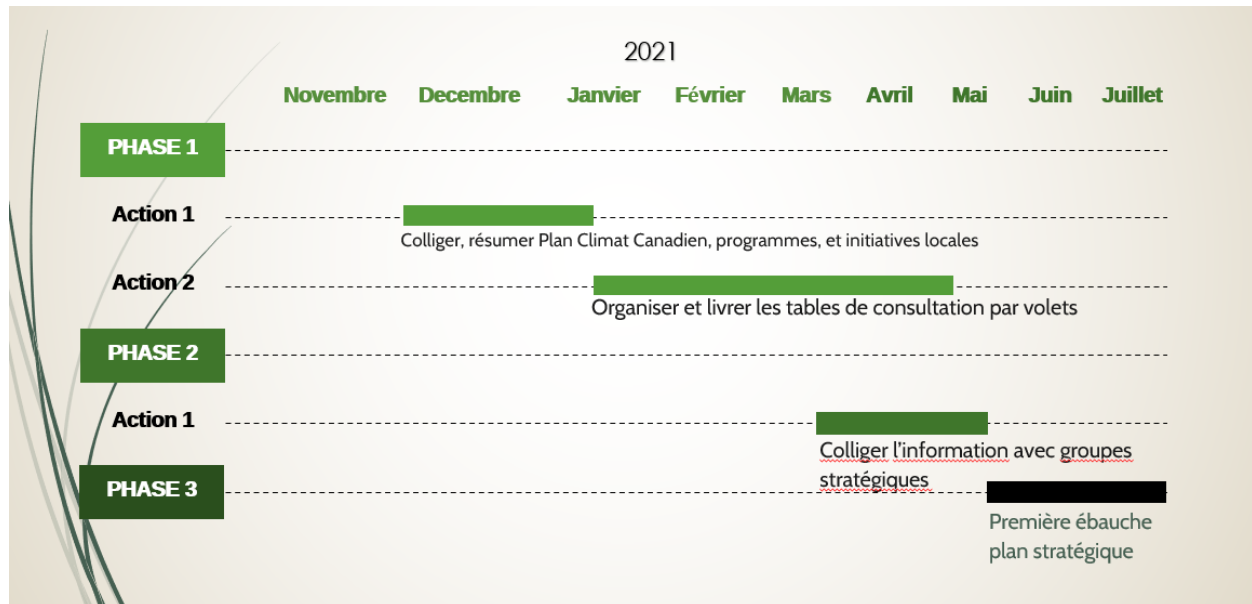 2021
Novembre Decembre Janvier Février Mars Avril Mai Juin Juillet
PHASE 1
Action 1
Colliger, résumer Plan Climat Canadien, programmes, et initiatives locales
Action 2
Organiser et livrer les tables de consultation par volets
PHASE 2
Action 1
Colliger l’information avec groupes
stratégiques
PHASE 3
Première ébauche
plan stratégique